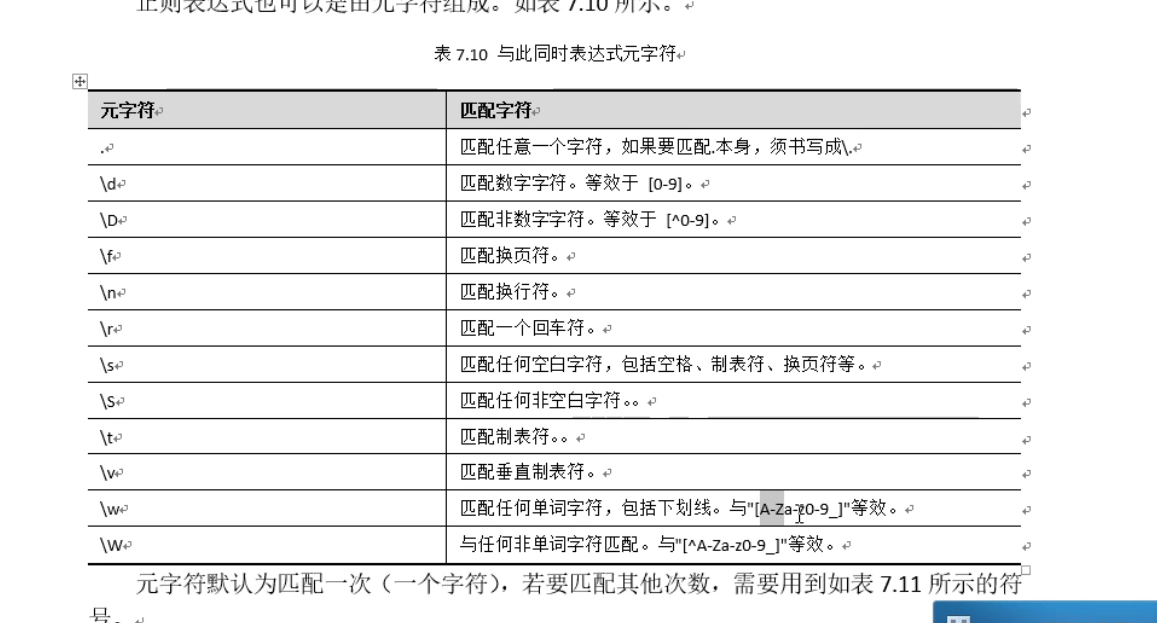 正则表达式也可以是由元字符组成。如表 7.10 所示。
表 7.10 与此同时表达式元字符
元字符 匹配字符
. 匹配任意一个字符，如果要匹配.本身，须书写成\.
\d 匹配数字字符。等效于 [0-9]。
\D 匹配非数字字符。等效于 [^0-9]。
\f 匹配换页符。
\n 匹配换行符。
\r 匹配一个回车符。
\s 匹配任何空白字符，包括空格、制表符、换页符等。
\S 匹配任何非空白字符。。
\t 匹配制表符。。
\v 匹配垂直制表符。
\w 匹配任何单词字符，包括下划线。与"[A-Za-z0-9_]"等效。
\W 与任何非单词字符匹配。与"[^A-Za-z0-9_]"等效。
元字符默认为匹配一次（一个字符），若要匹配其他次数，需要用到如表 7.11 所示的符
号。